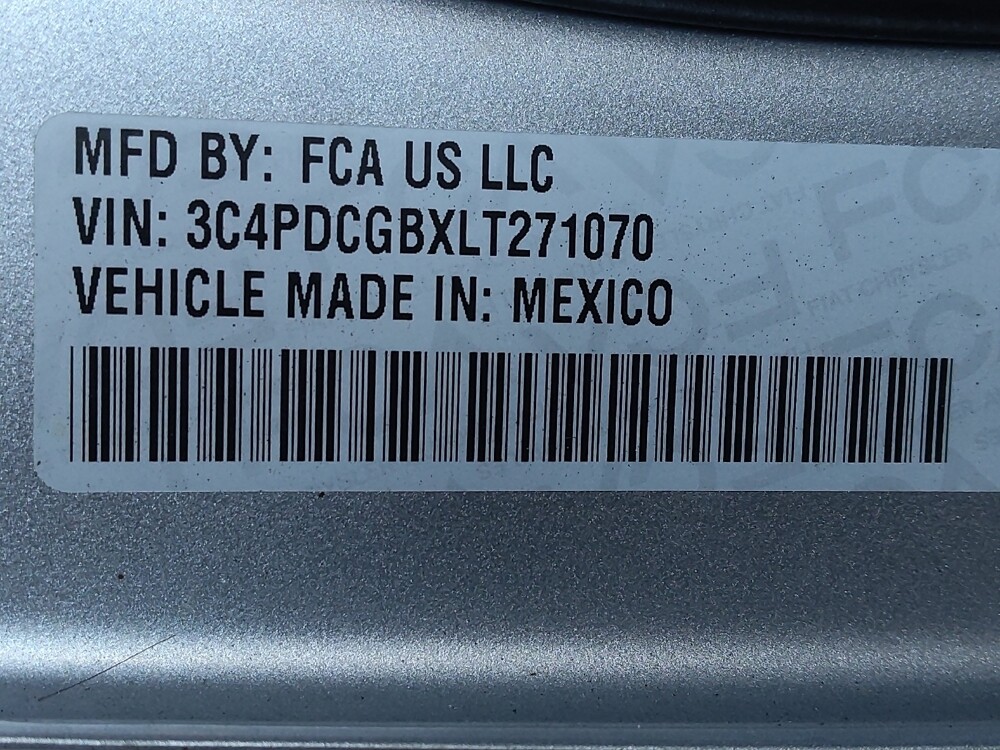 MFD BY: FCA US LLC
VIN: 3C4PDCGBXLT271070
VEHICLE MADE IN: MEXICO